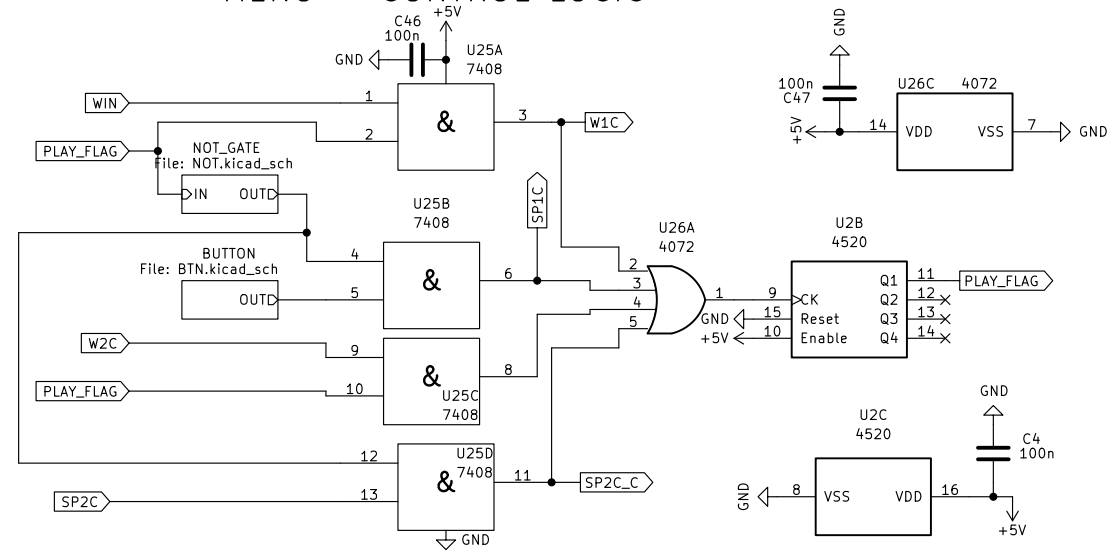 C46
100n
+5V
GND
U25A
7408
WIN
1
&
3
W1C
2
PLAY_FLAG
NOT_GATE
File: NOT.kicad_sch
IN
OUT
SP1C
U25B
7408
BUTTON
File: BTN.kicad_sch
OUT
4
5
&
6
W2C
PLAY_FLAG
9
10
&
8
U25C
7408
12
13
&
U25D
7408
11
SP2C_C
SP2C
GND
U26A
4072
2
3
4
5
1
GND
+5V
U2B
4520
9
15
10
CK
Reset
Enable
Q1
Q2
Q3
Q4
11
12
13
14
PLAY_FLAG
GND
100n
C47
+5V
U26C
4072
14
VDD
VSS
7
GND
U2C
4520
GND
8
VSS
VDD
16
GND
C4
100n
+5V